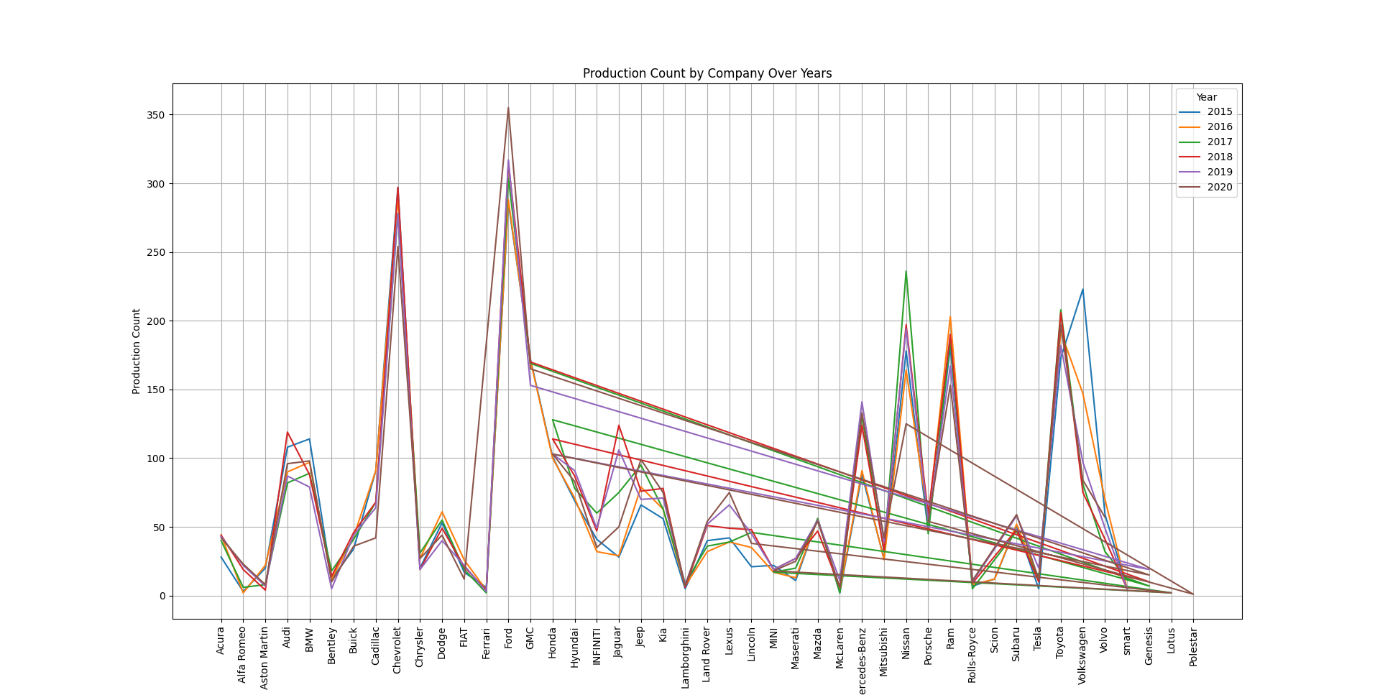 Production Count by Company Over Years
Year
2015
2016
2017
2018
2019
2020
Production Count
350
300
250
200
150
100
50
0
Acura
Alfa Romeo
Aston Martin
Audi
BMW
Bentley
Buick
Cadillac
Chevrolet
Chrysler
Dodge
FIAT
Ferrari
Ford
GMC
Honda
Hyundai
INFINITI
Jaguar
Jeep
Kia
Lamborghini
Land Rover
Lexus
Lincoln
MINI
Maserati
Mazda
McLaren
ercedes-Benz
Mitsubishi
Nissan
Porsche
Ram
Rolls-Royce
Scion
Subaru
Tesla
Toyota
Volkswagen
Volvo
smart
Genesis
Lotus
Polestar